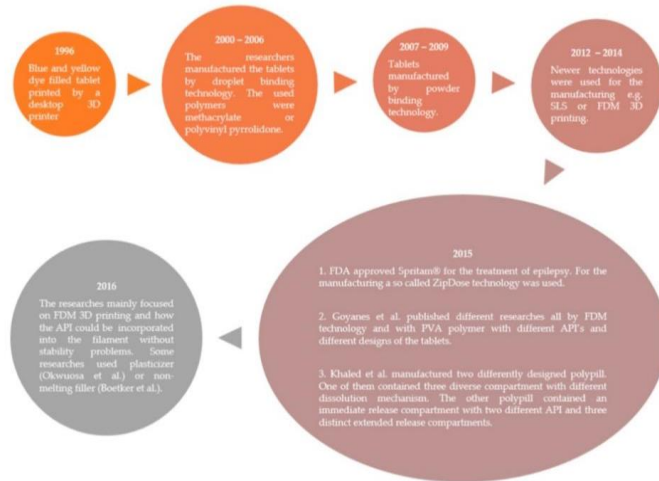 1996
Blue and yellow
dye filled tablet
printed by a
desktop 3D
printer
2000 – 2006
The researchers
manufactured the tablets
by droplet binding
technology. The used
polymers were
methacrylate or
polyvinyl pyrrolidone.
2007 – 2009
Tablets
manufactured
by powder
binding
technology.
2012 – 2014
Newer technologies
were used for the
manufacturing e.g.
SLS or FDM 3D
printing.
2015
1. FDA approved Spritam® for the treatment of epilepsy. For the
manufacturing a so called ZipDose technology was used.
2. Goyanes et al. published different researches all by FDM
technology and with PVA polymer with different API's and
different designs of the tablets.
3. Khaled et al. manufactured two differently designed polypill.
One of them contained three diverse compartment with different
dissolution mechanism. The other polypill contained an
immediate release compartment with two different API and three
distinct extended release compartments.
2016
The researches mainly focused
on FDM 3D printing and how
the API could be incorporated
into the filament without
stability problems. Some
researches used plasticizer
(Okwuosa et al.) or non-
melting filler (Boetker et al.).